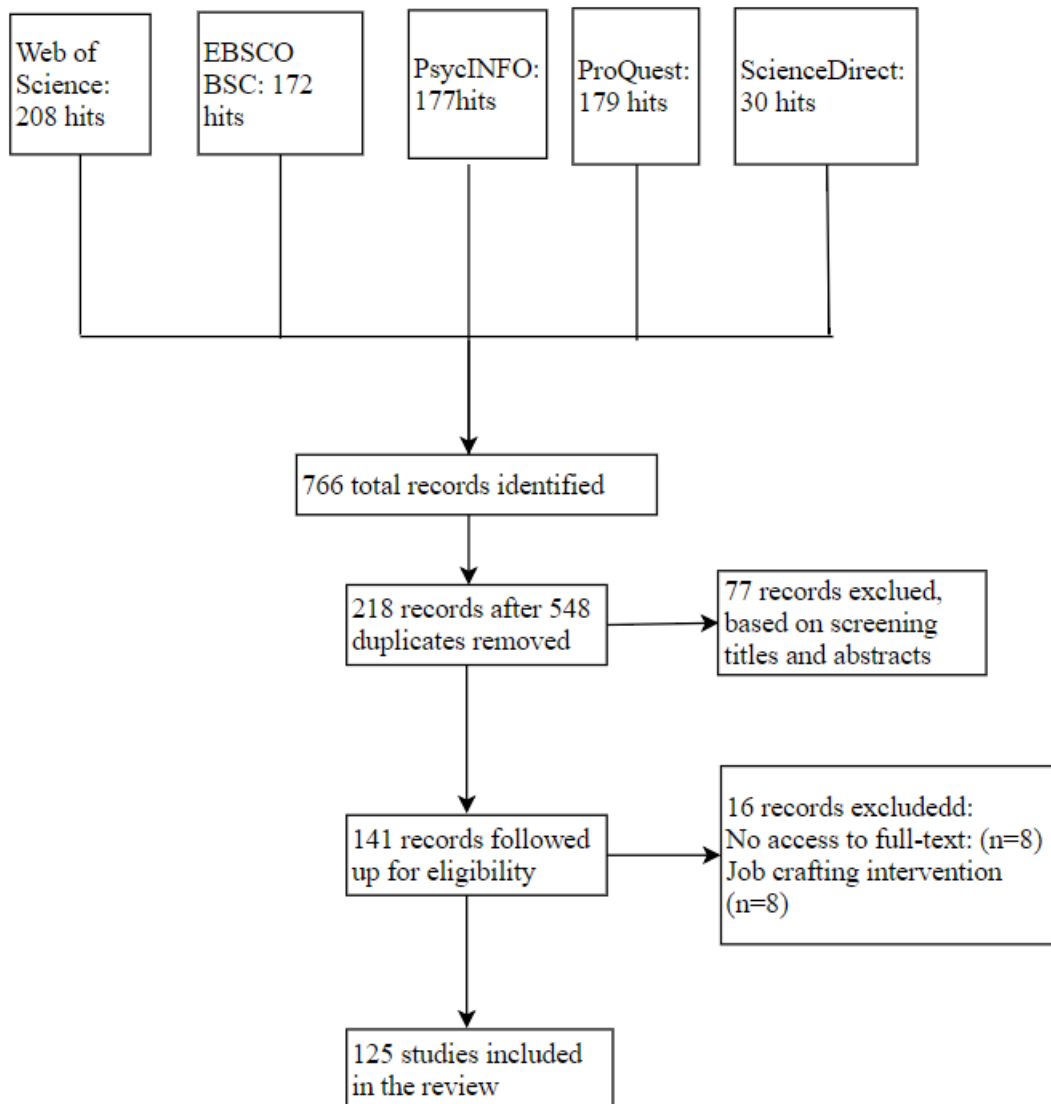 Web of
Science:
208 hits
EBSCO
BSC: 172
hits
PsycINFO:
177hits
ProQuest:
179 hits
ScienceDirect:
30 hits
766 total records identified
218 records after 548
duplicates removed
77 records exclued,
based on screening
titles and abstracts
141 records followed
up for eligibility
16 records excludedd:
No access to full-text: (n=8)
Job crafting intervention
(n=8)
125 studies included
in the review